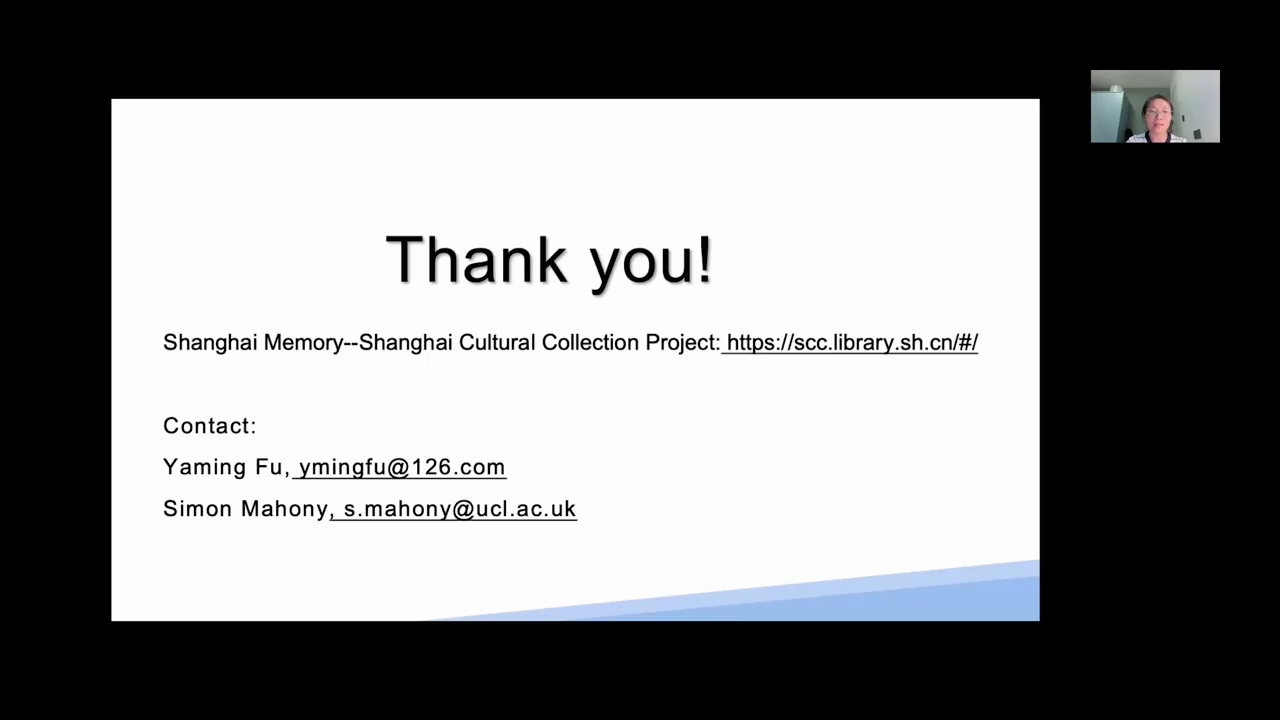 Thank you!
Shanghai Memory--Shanghai Cultural Collection Project: https://scc.library.sh.cn/#/
Contact:
Yaming Fu, ymingfu@126.com
Simon Mahony, s.mahony@ucl.ac.uk